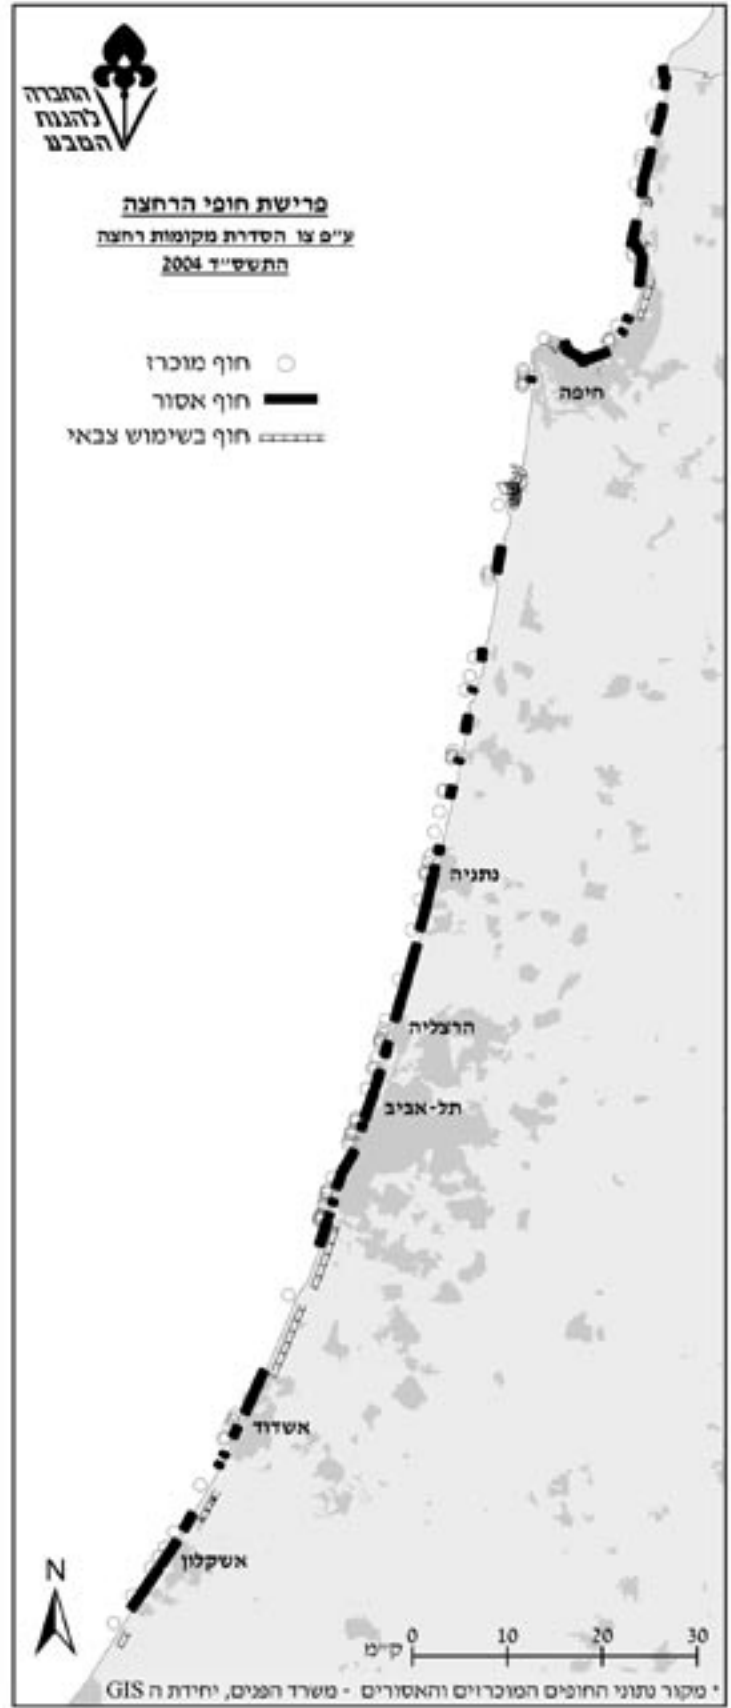 החברה
להגנת
הטבע
פרישת חופי הרחצה
ע״פ צו הסדרת מקומות רחצה
התשס״ד 2004
חוף מוכרז
חוף אסור
חוף בשימוש צבאי
חיפה
נתניה
הרצליה
תל-אביב
אשדוד
אשקלון
N
ק״מ 0 10 20 30
* מקור נתוני החופים המוכרזים והאסורים - משרד הפנים, יחידת ה GIS